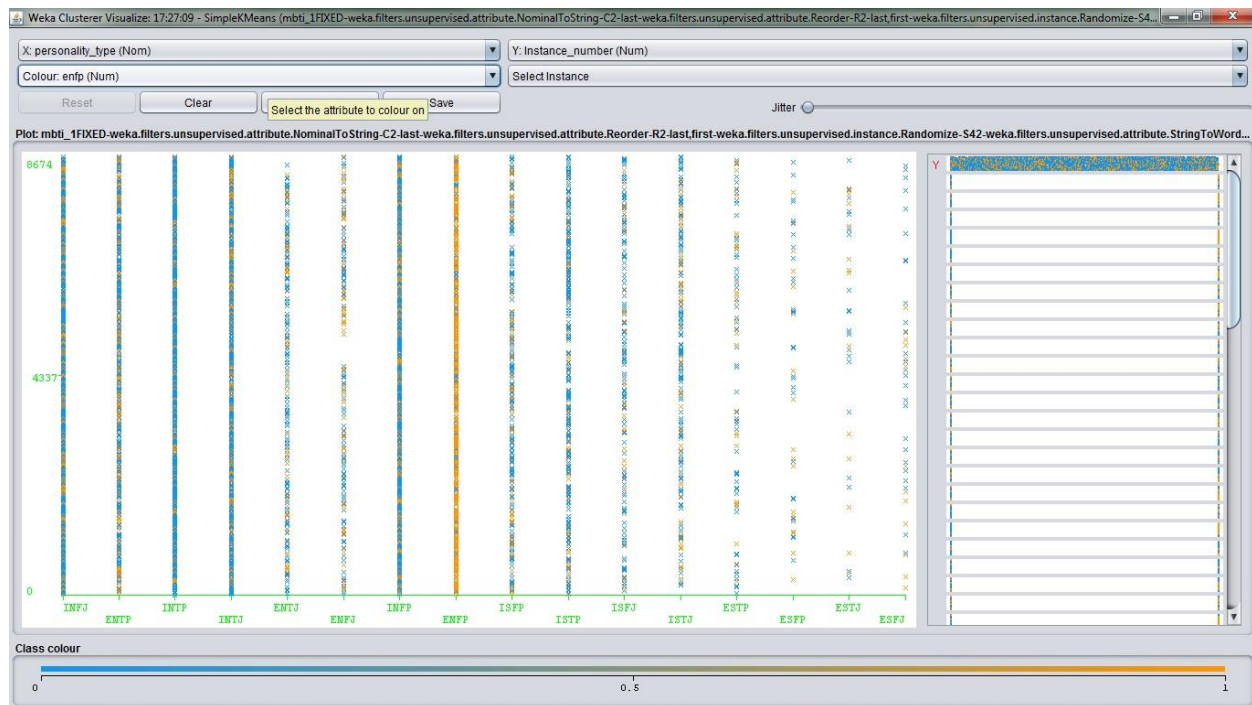 Weka Clusterer Visualize: 17:27:09 - SimpleKMeans (mbti_1FIXED-weka.filters.unsupervised.attribute.NominalToString-C2-last-weka.filters.unsupervised.attribute.Reorder-R2-last,first-weka.filters.unsupervised.instance.Randomize-S4...
X: personality_type (Nom) Y: Instance_number (Num)
Colour: enfp (Num) Select Instance
Reset Clear Save
Select the attribute to colour on
Jitter
Plot: mbti_1FIXED-weka.filters.unsupervised.attribute.NominalToString-C2-last-weka.filters.unsupervised.attribute.Reorder-R2-last,first-weka.filters.unsupervised.instance.Randomize-S42-weka.filters.unsupervised.attribute.StringToWord...
8674 Y
4337
0
INFJ INTP ENTJ INFP ISFP ISFJ ESTP ESTJ
ENTP INTJ ENFJ ENFP ISTP ISTJ ESFP ESFJ
Class colour
0 0.5 1